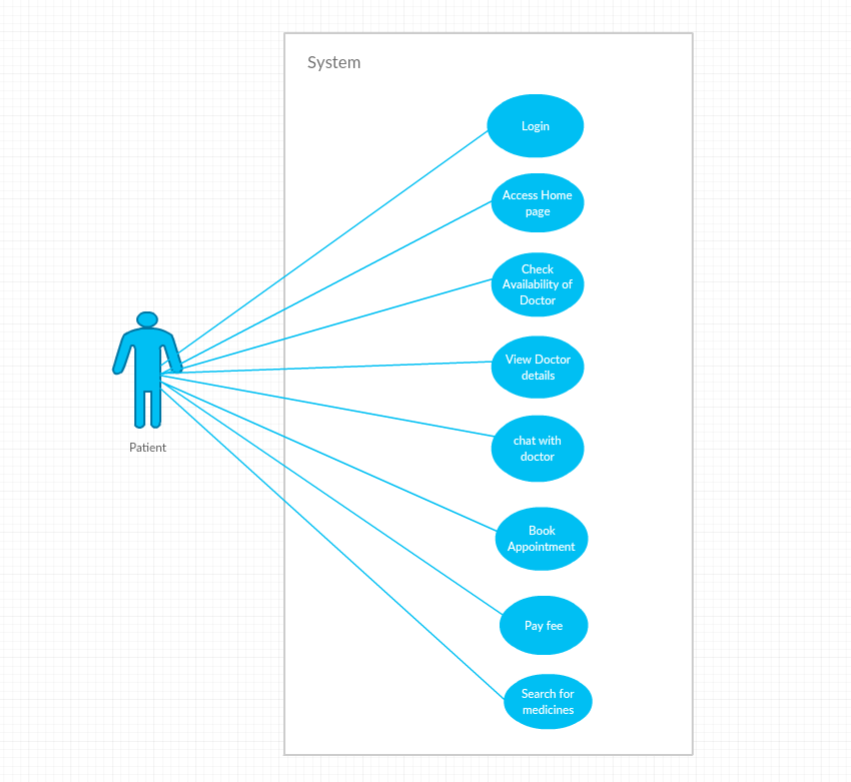 System
Login
Access Home
page
Check
Availability of
Doctor
View Doctor
details
chat with
doctor
Book
Appointment
Pay fee
Search for
medicines
Patient